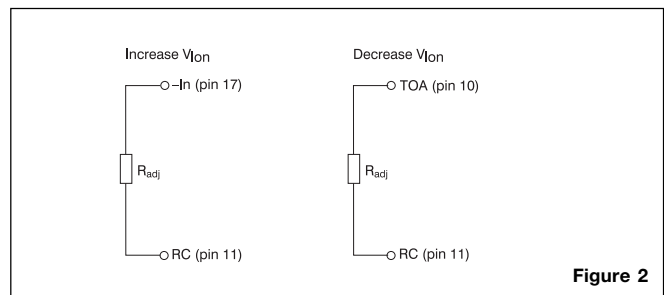 Increase VIon
–In (pin 17)
Radj
RC (pin 11)
Decrease VIon
TOA (pin 10)
Radj
RC (pin 11)
Figure 2